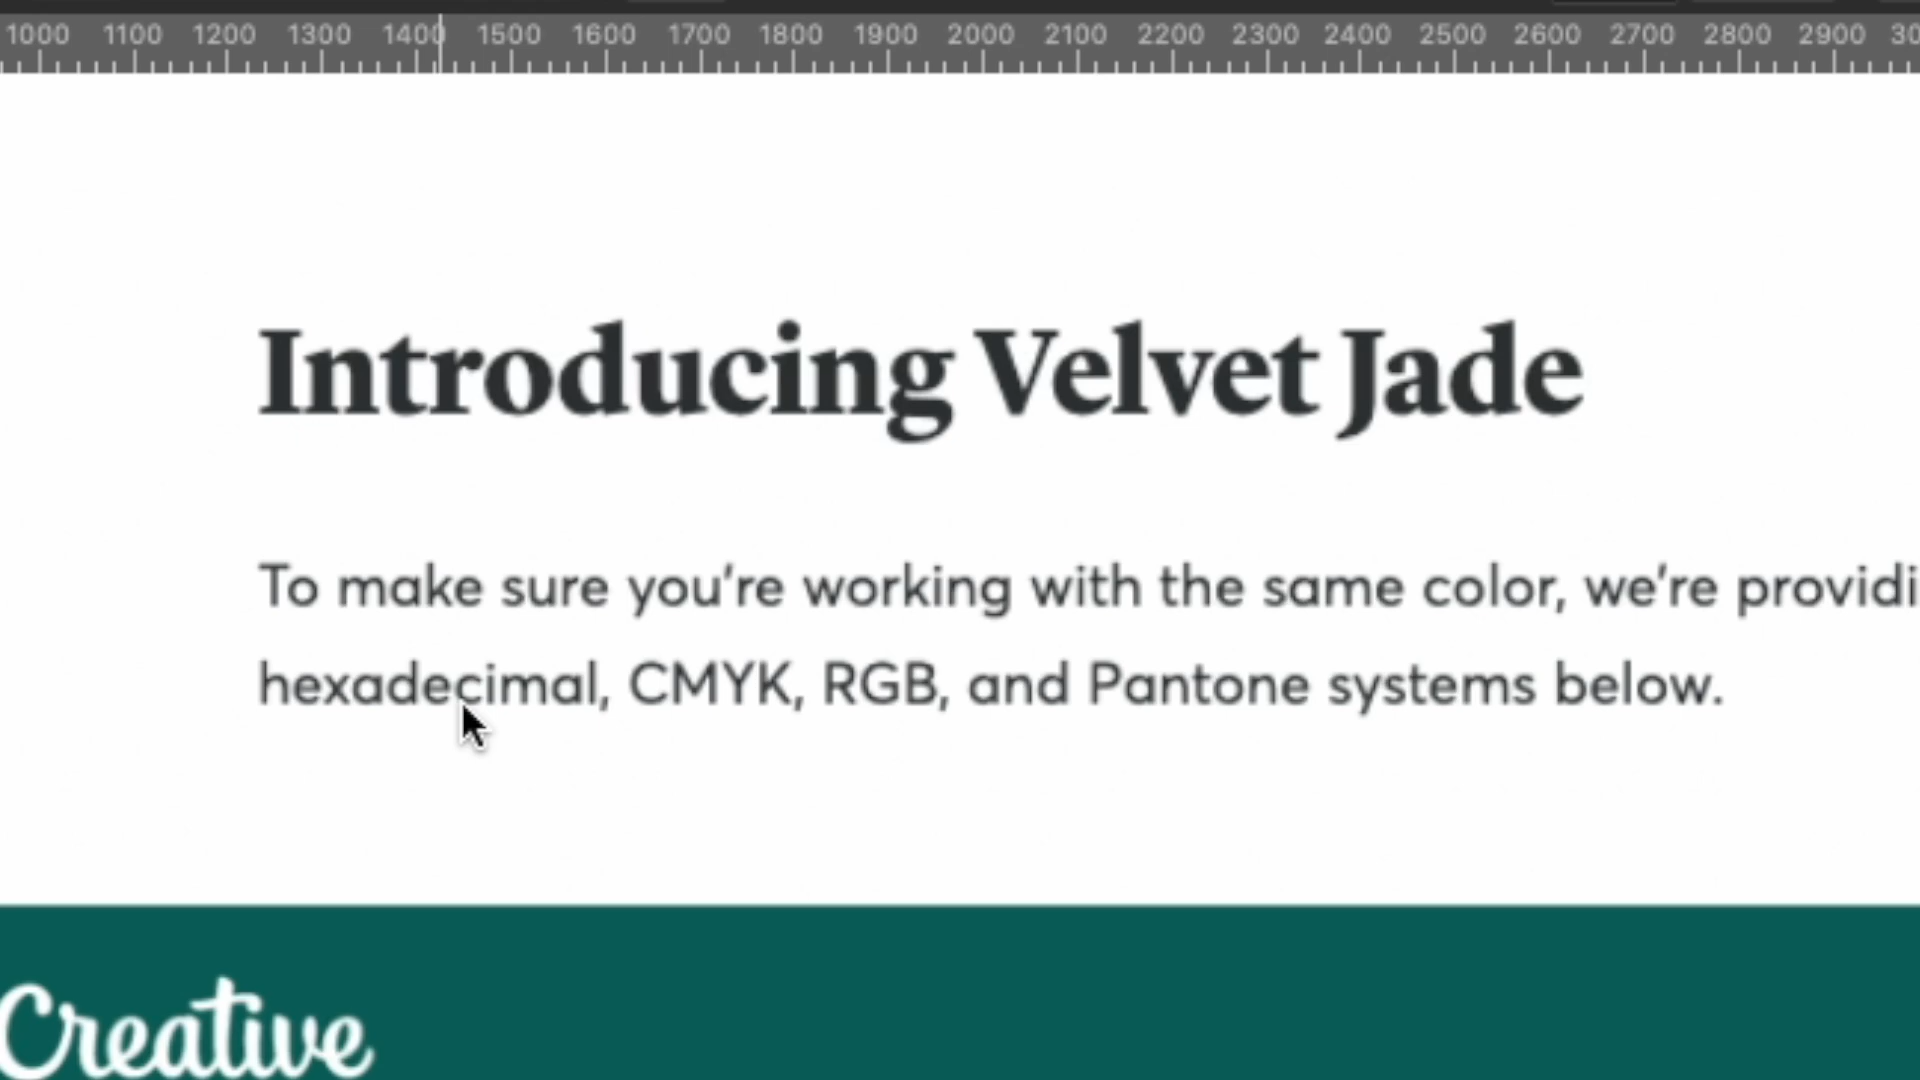 1000 1100 1200 1300 1400 1500 1600 1700 1800 1900 2000 2100 2200 2300 2400 2500 2600 2700 2800 2900 30
Introducing Velvet Jade
To make sure you're working with the same color, we're providi
hexadecimal, CMYK, RGB, and Pantone systems below.
Creative